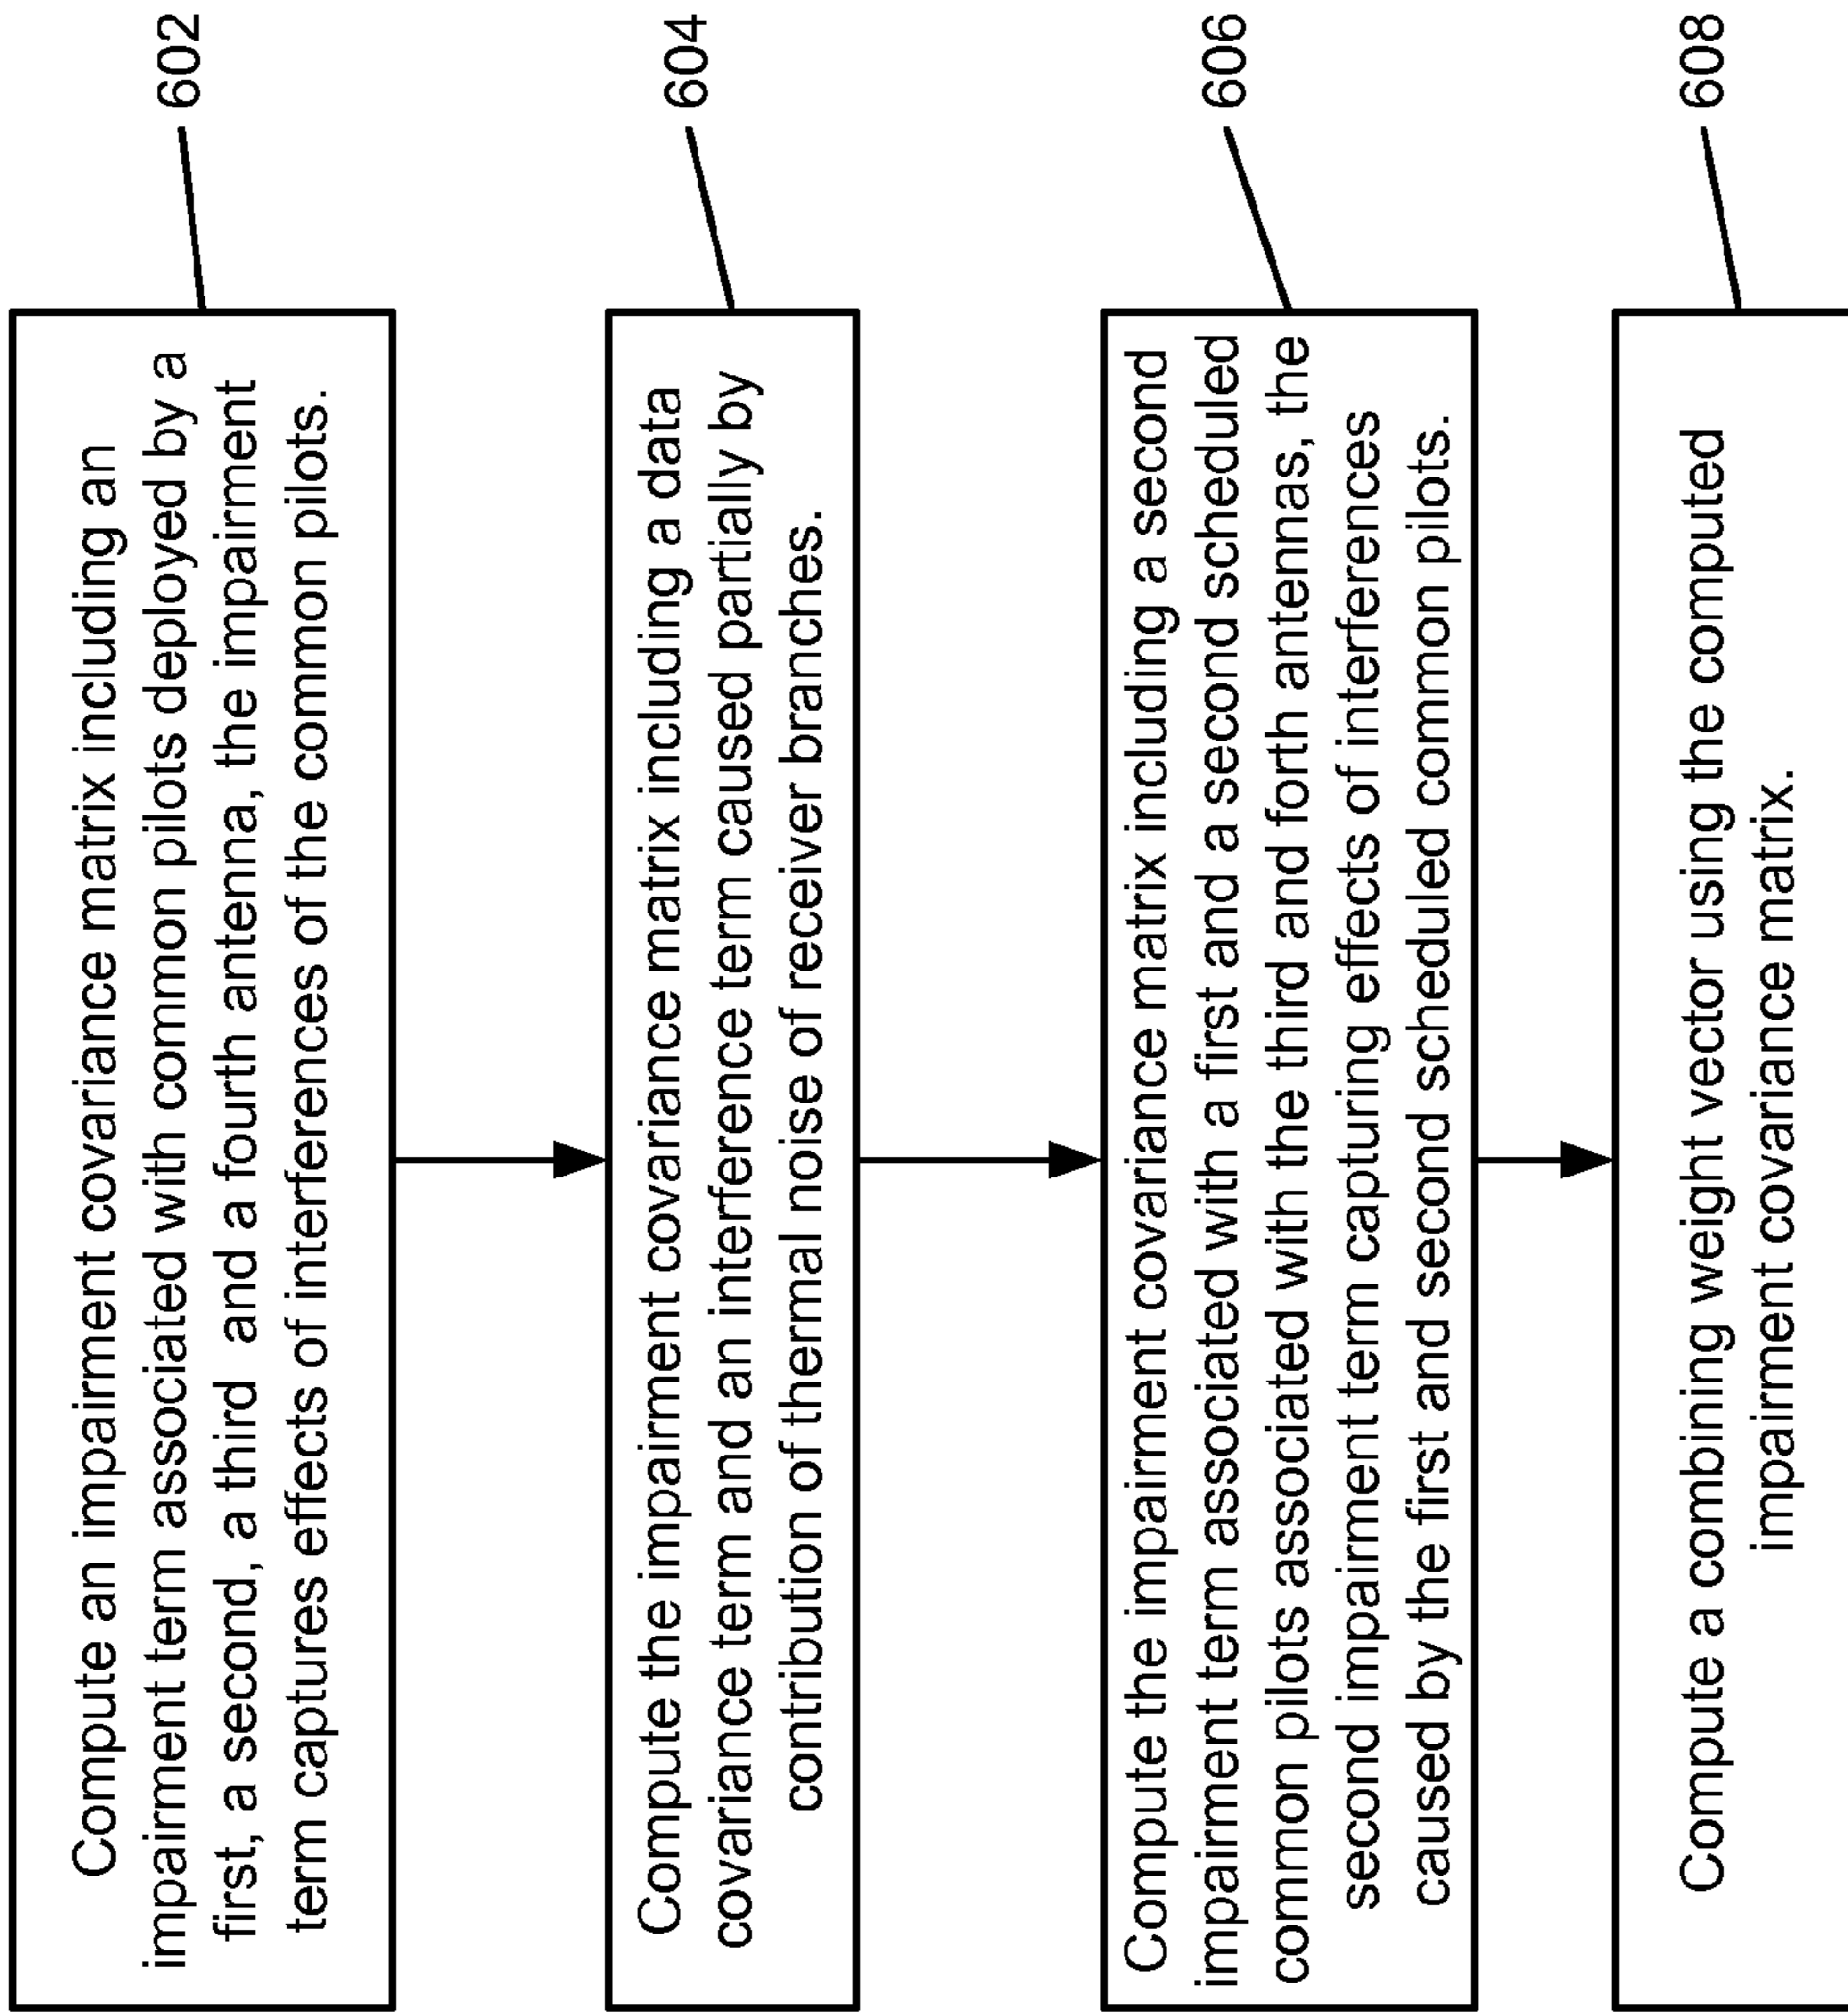 Compute an impairment covariance matrix including an
impairment term associated with common pilots deployed by a
first, a second, a third and a fourth antenna, the impairment
term captures effects of interferences of the common pilots.
602
Compute the impairment covariance matrix including a data
covariance term and an interference term caused partially by
contribution of thermal noise of receiver branches.
604
Compute the impairment covariance matrix including a second
impairment term associated with a first and a second scheduled
common pilots associated with the third and forth antennas, the
second impairment term capturing effects of interferences
caused by the first and second scheduled common pilots.
606
Compute a combining weight vector using the computed
impairment covariance matrix.
608